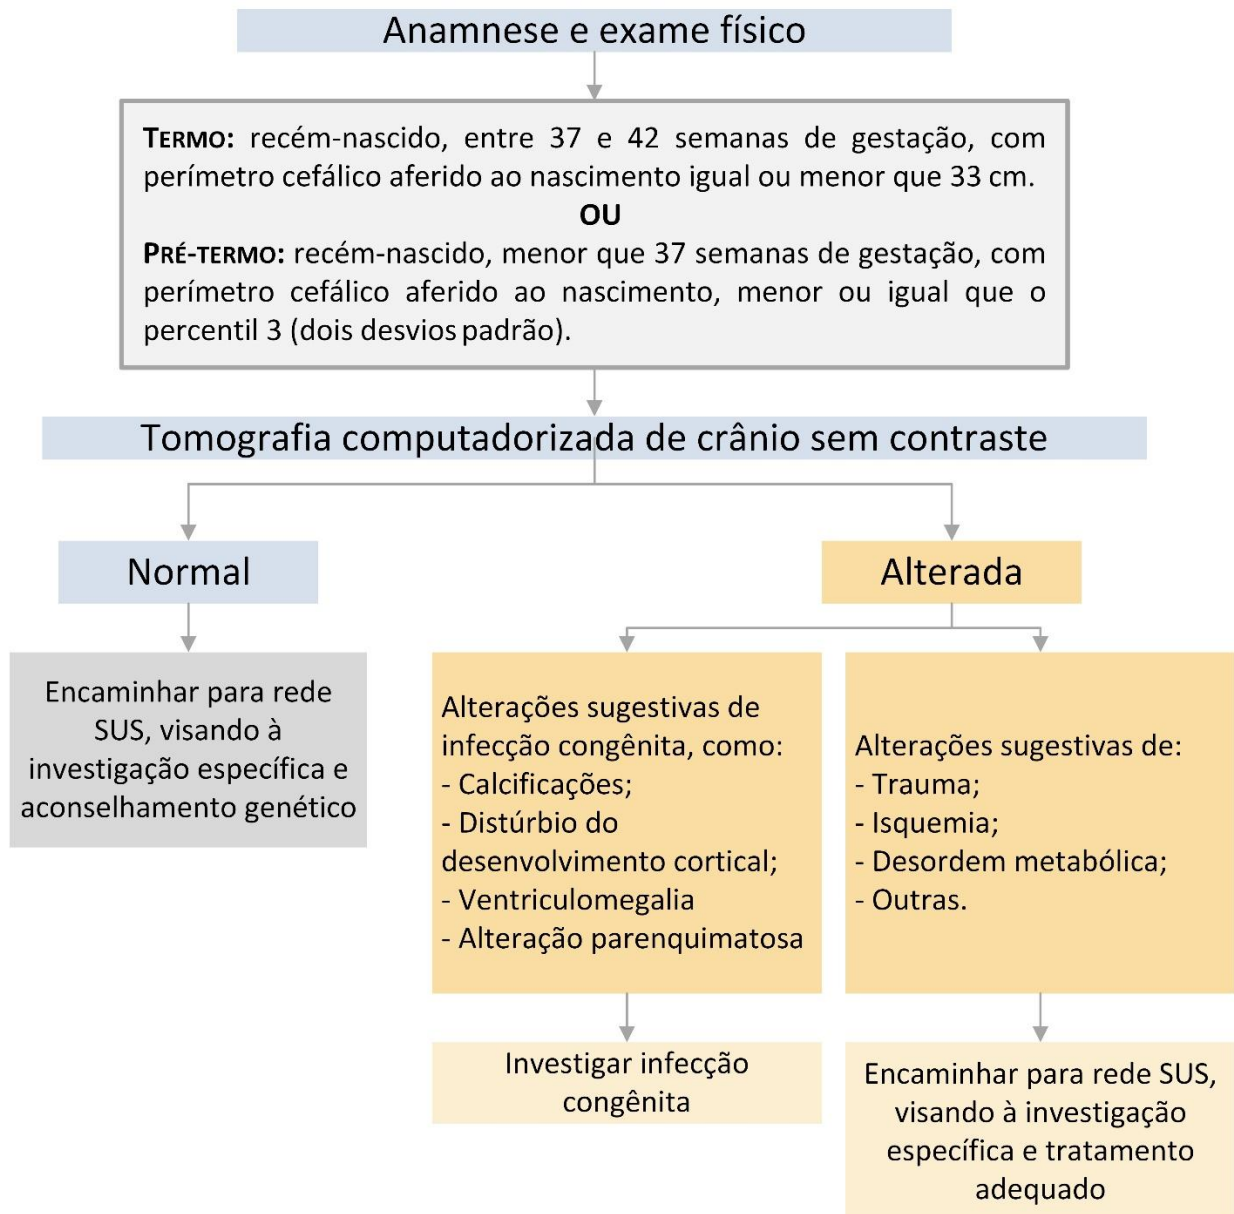 Anamnese e exame físico
TERMO: recém-nascido, entre 37 e 42 semanas de gestação, com
perímetro cefálico aferido ao nascimento igual ou menor que 33 cm.
OU
PRÉ-TERMO: recém-nascido, menor que 37 semanas de gestação, com
perímetro cefálico aferido ao nascimento, menor ou igual que o
percentil 3 (dois desvios padrão).
Tomografia computadorizada de crânio sem contraste
Normal
Alterada
Encaminhar para rede
SUS, visando à
investigação específica e
aconselhamento genético
Alterações sugestivas de
infecção congênita, como:
- Calcificações;
- Distúrbio do
desenvolvimento cortical;
- Ventriculomegalia
- Alteração parenquimatosa
Alterações sugestivas de:
- Trauma;
- Isquemia;
- Desordem metabólica;
- Outras.
Investigar infecção
congênita
Encaminhar para rede SUS,
visando à investigação
específica e tratamento
adequado